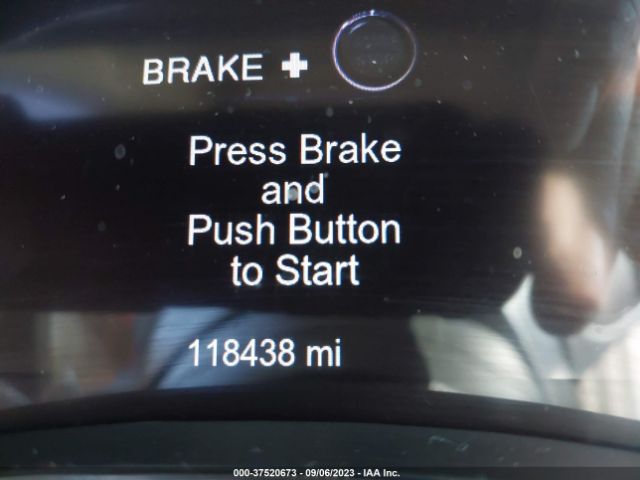 BRAKE +
Press Brake
and
Push Button
to Start
118438 mi
000-37520673 - 09/06/2023 - IAA Inc.